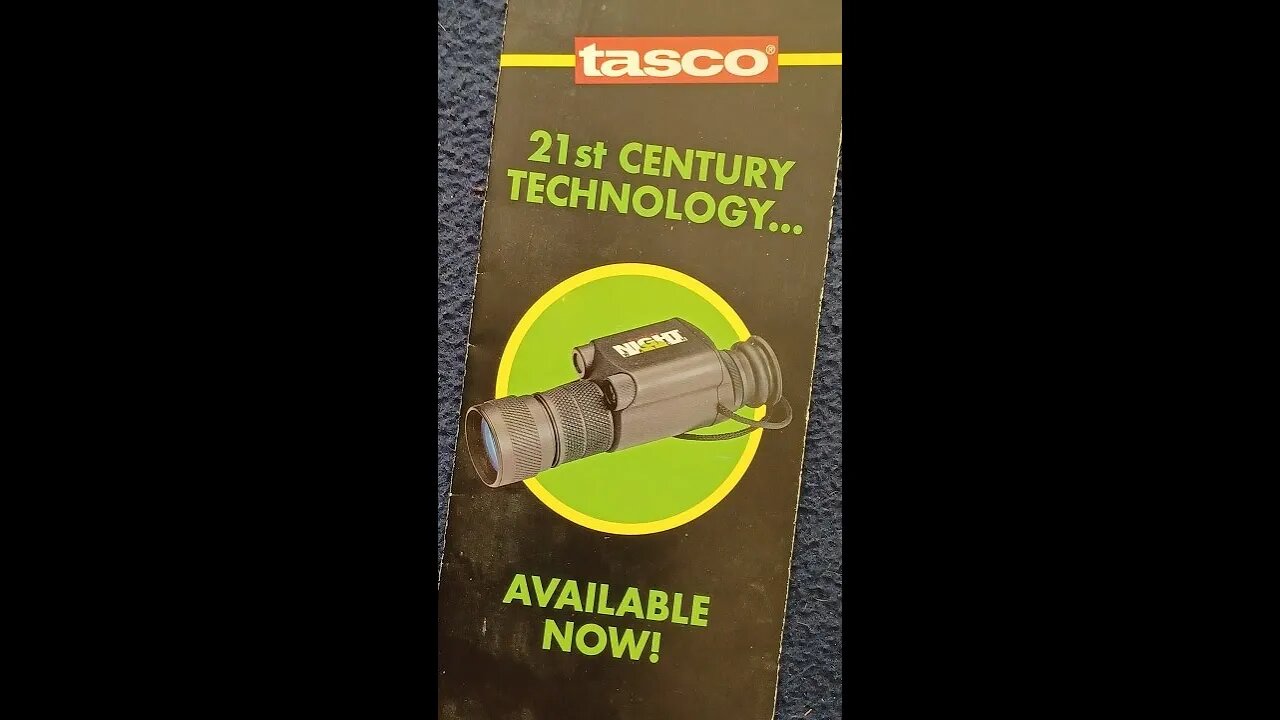 tasco®
21st CENTURY
TECHNOLOGY...
NIGHT
AVAILABLE
NOW!